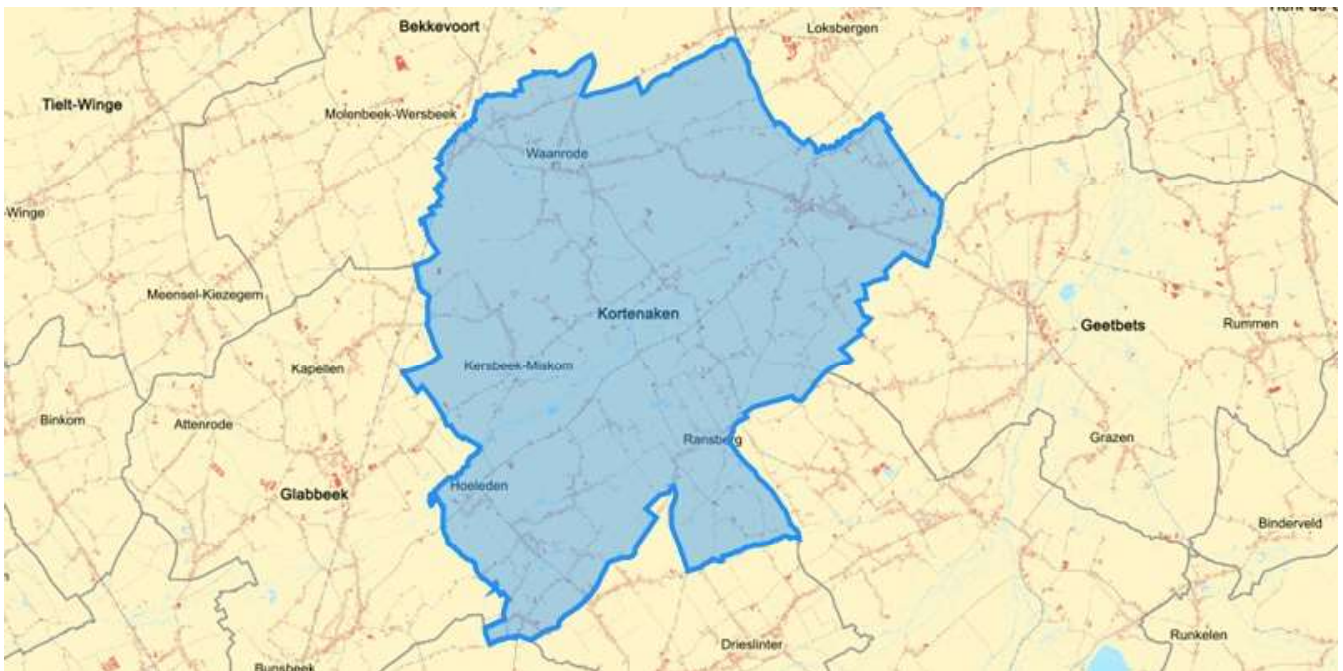 Bekkevoort
Loksbergen
Tielt-Winge
Molenbeek-Wersbeek
Waanrode
-Winge
Meensel-Kiezegem
Kortenaken
Geetbets
Rummen
Kapellen
Kersbeek-Miskom
Binkom
Attenrode
Ransberg
Grazen
Glabbeek
Hoeleden
Binderveld
Drieslinter
Runkelen
Bunsbeek